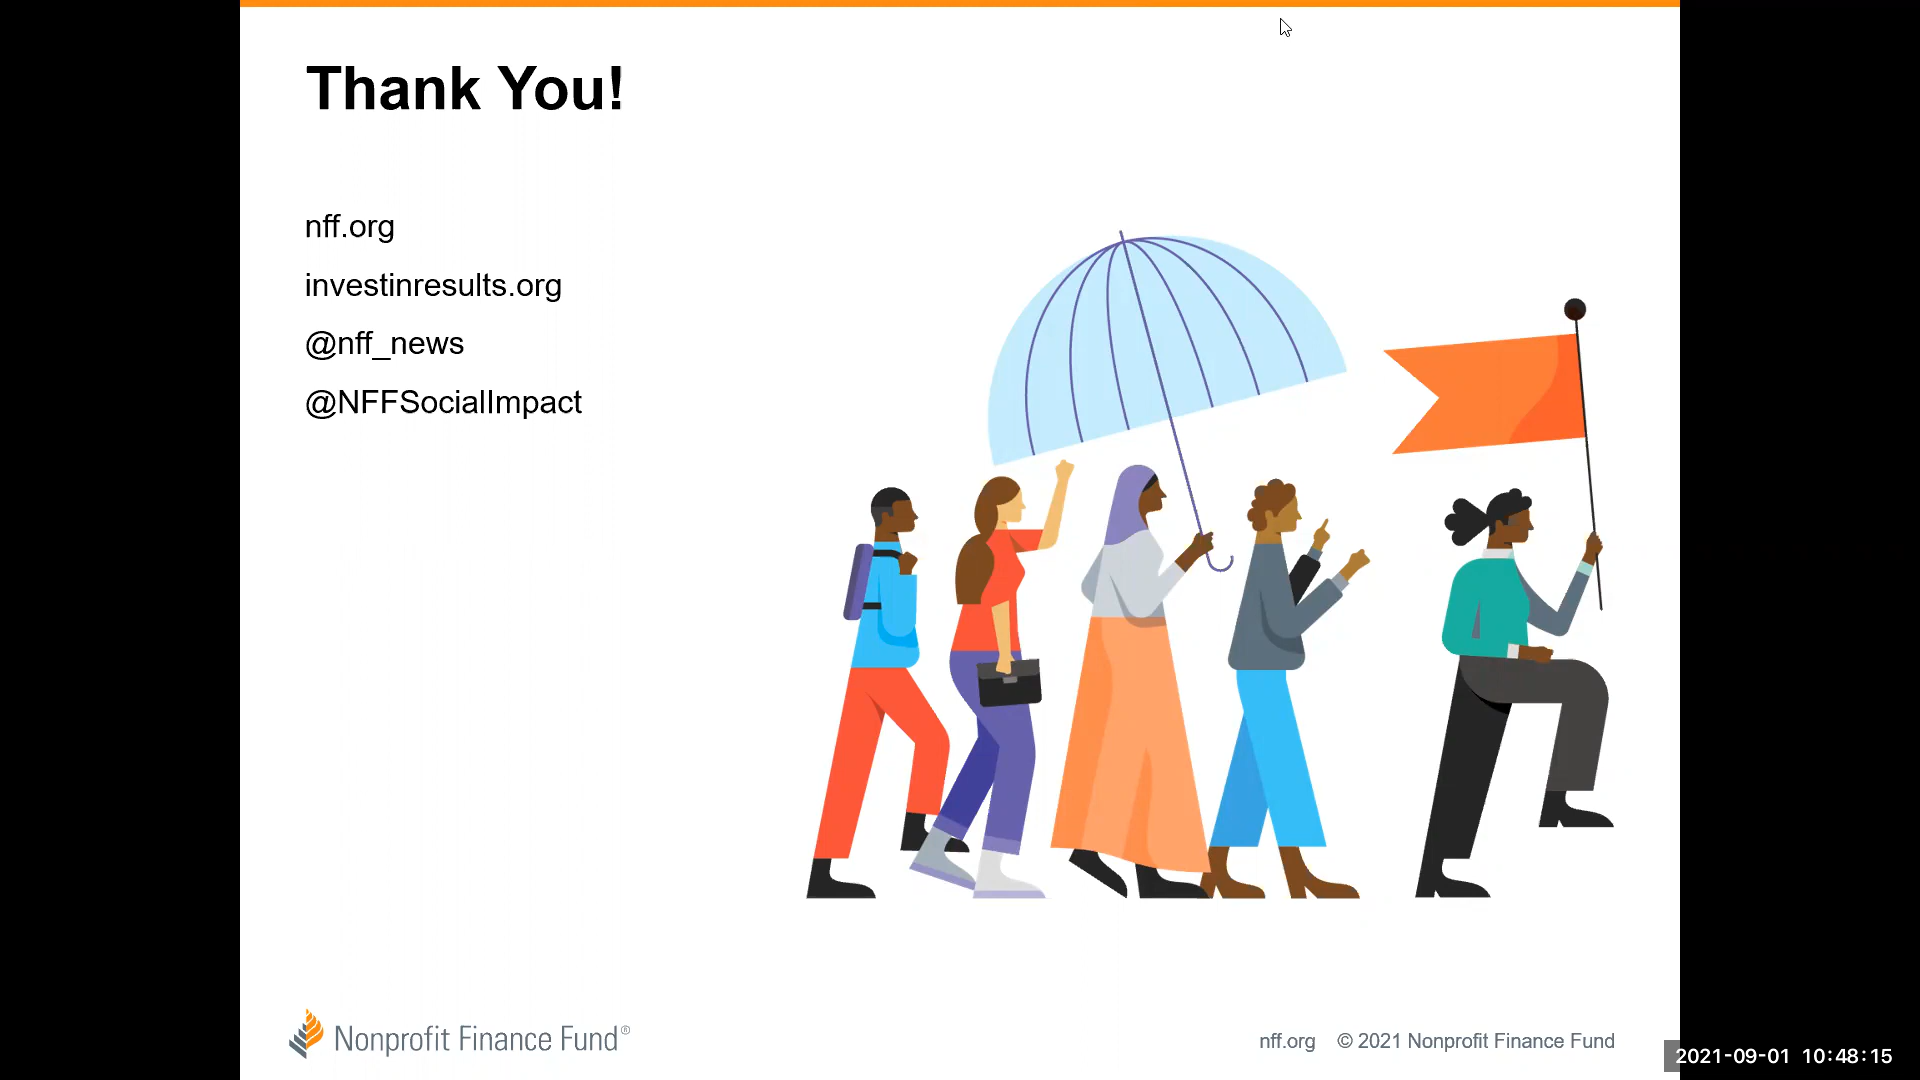 Thank You!
nff.org
investinresults.org
@nff_news
@NFFSocialImpact
Nonprofit Finance Fund®
nff.org © 2021 Nonprofit Finance Fund
2021-09-01 10:48:15